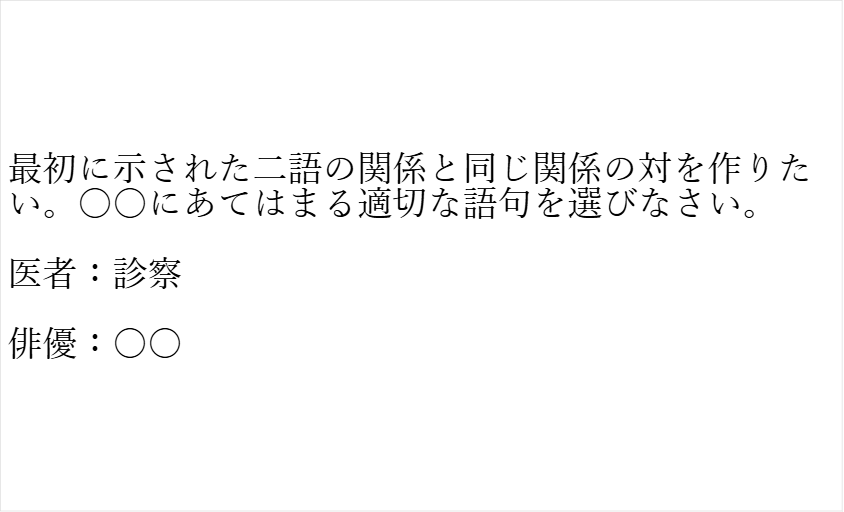 最初に示された二語の関係と同じ関係の対を作りた
い。〇〇にあてはまる適切な語句を選びなさい。
医者：診察
俳優：〇〇